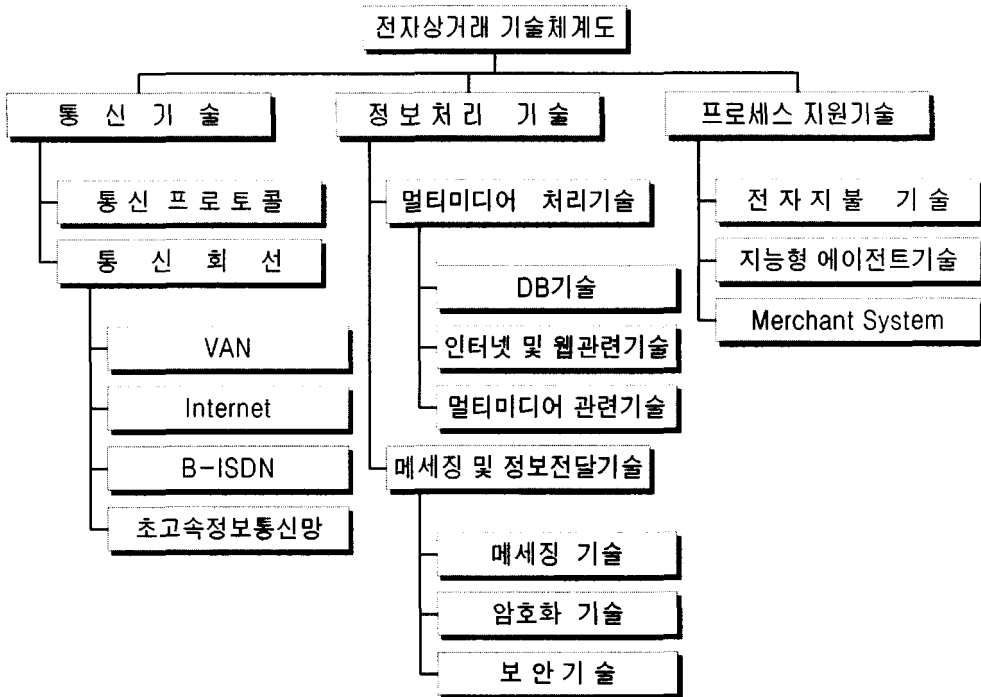 전자상거래 기술체계도
통 신 기 술
통신 프로토콜
통 신 회 선
VAN
Internet
B-ISDN
초고속정보통신망
정보처리 기술
멀티미디어 처리기술
DB기술
인터넷 및 웹관련기술
멀티미디어 관련기술
메세징 및 정보전달기술
메세징 기술
암호화 기술
보안기술
프로세스 지원기술
전자지불 기술
지능형 에이전트기술
Merchant System